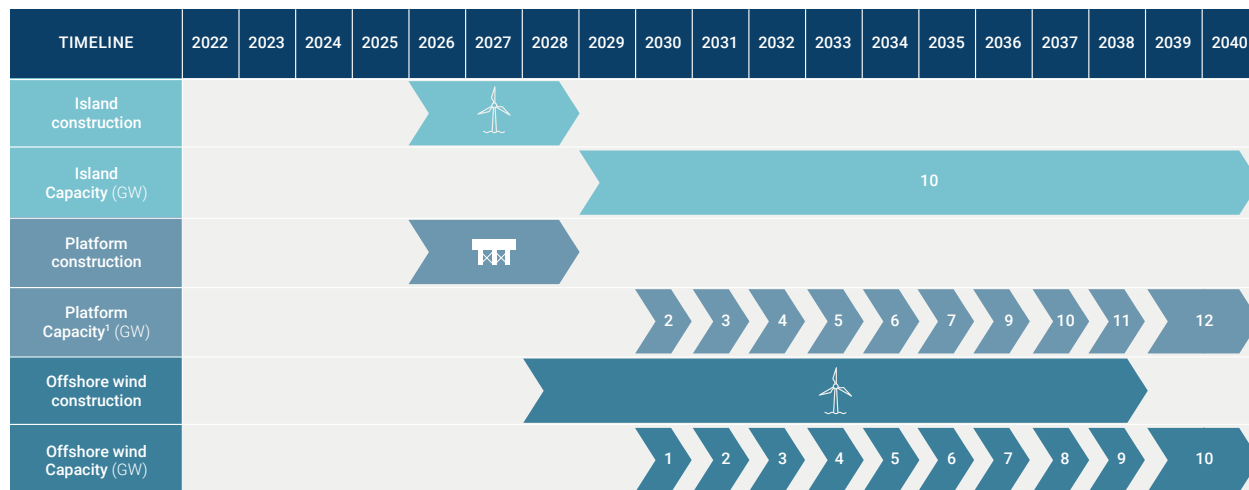 TIMELINE 2022 2023 2024 2025 2026 2027 2028 2029 2030 2031 2032 2033 2034 2035 2036 2037 2038 2039 2040
Island
construction
Island
Capacity (GW)
10
Platform
construction
Platform
Capacity¹ (GW)
2 3 4 5 6 7 9 10 11 12
Offshore wind
construction
Offshore wind
Capacity (GW)
1 2 3 4 5 6 7 8 9 10